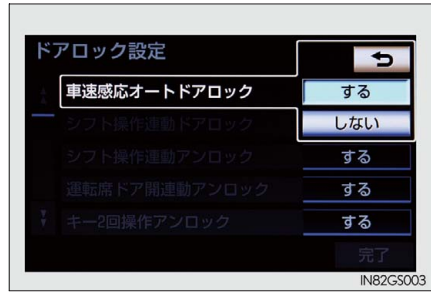 ドアロック設定
車速感応オートドアロック
する
シフト操作連動ドアロック
しない
シフト操作連動アンロック
する
運転席ドア開連動アンロック
する
キー2回操作アンロック
する
完了
IN82GS003